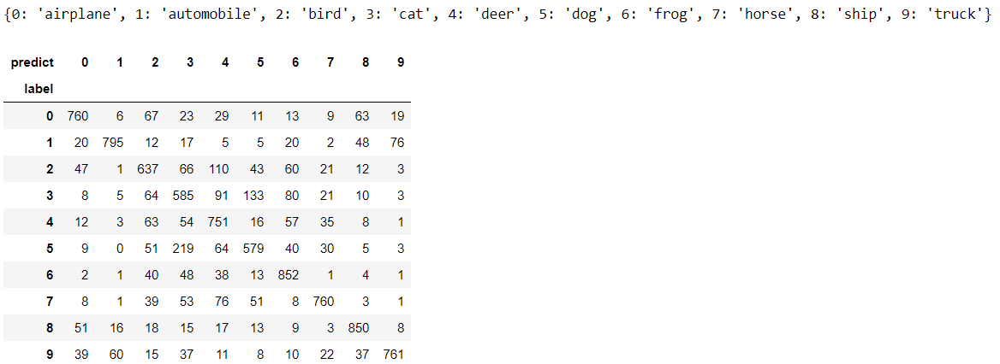 {0: 'airplane', 1: 'automobile', 2: 'bird', 3: 'cat', 4: 'deer', 5: 'dog', 6: 'frog', 7: 'horse', 8: 'ship', 9: 'truck'}
predict 0 1 2 3 4 5 6 7 8 9
label
0 760 6 67 23 29 11 13 9 63 19
1 20 795 12 17 5 5 20 2 48 76
2 47 1 637 66 110 43 60 21 12 3
3 8 5 64 585 91 133 80 21 10 3
4 12 3 63 54 751 16 57 35 8 1
5 9 0 51 219 64 579 40 30 5 3
6 2 1 40 48 38 13 852 1 4 1
7 8 1 39 53 76 51 8 760 3 1
8 51 16 18 15 17 13 9 3 850 8
9 39 60 15 37 11 8 10 22 37 761